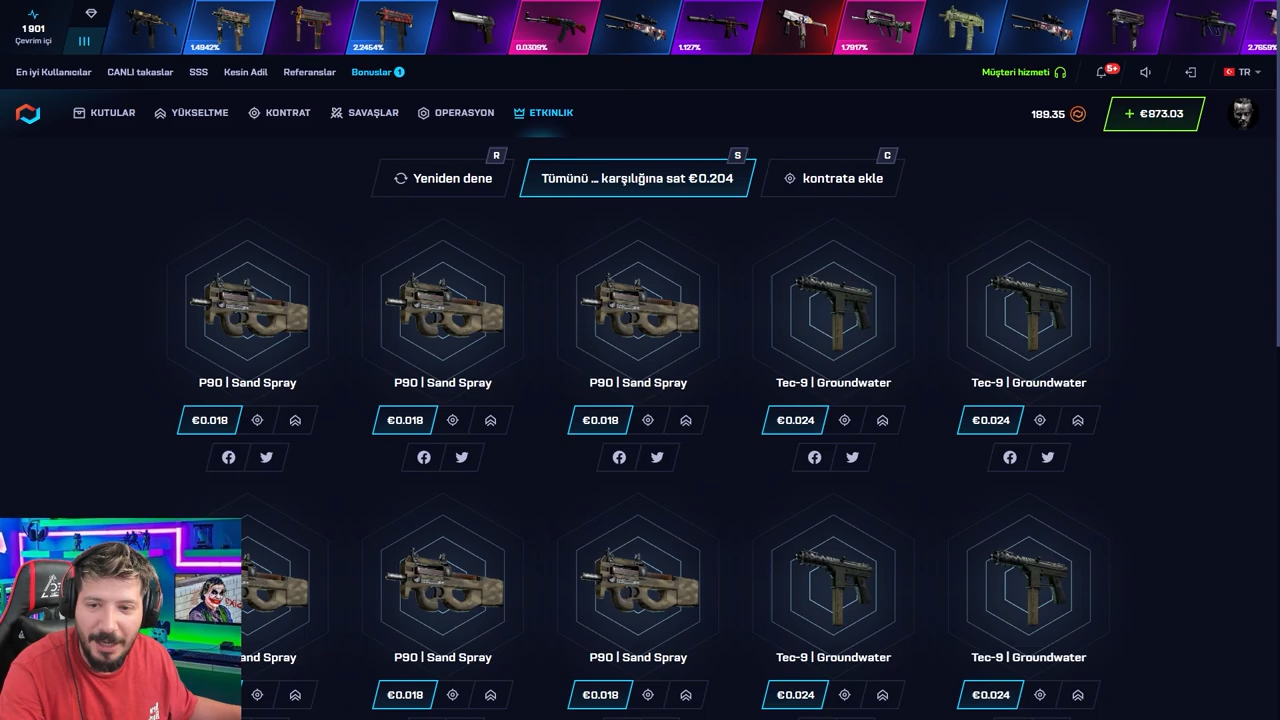 1 901
Çevrim içi
1.4942%
2.2454%
0.0309%
1.127%
1.7917%
2.7659%
En iyi Kullanıcılar
CANLI takaslar
SSS
Kesin Adil
Referanslar
Bonuslar 1
Müşteri hizmeti
5+
TR
KUTULAR
YÜKSELTME
KONTRAT
SAVAŞLAR
OPERASYON
ETKINLIK
189.35
+ €873.03
R
S
C
Yeniden dene
Tümünü ... karşılığına sat €0.204
kontrata ekle
P90 | Sand Spray
P90 | Sand Spray
P90 | Sand Spray
Tec-9 | Groundwater
Tec-9 | Groundwater
€0.018
€0.018
€0.018
€0.024
€0.024
and Spray
P90 | Sand Spray
P90 | Sand Spray
Tec-9 | Groundwater
Tec-9 | Groundwater
€0.018
€0.018
€0.024
€0.024